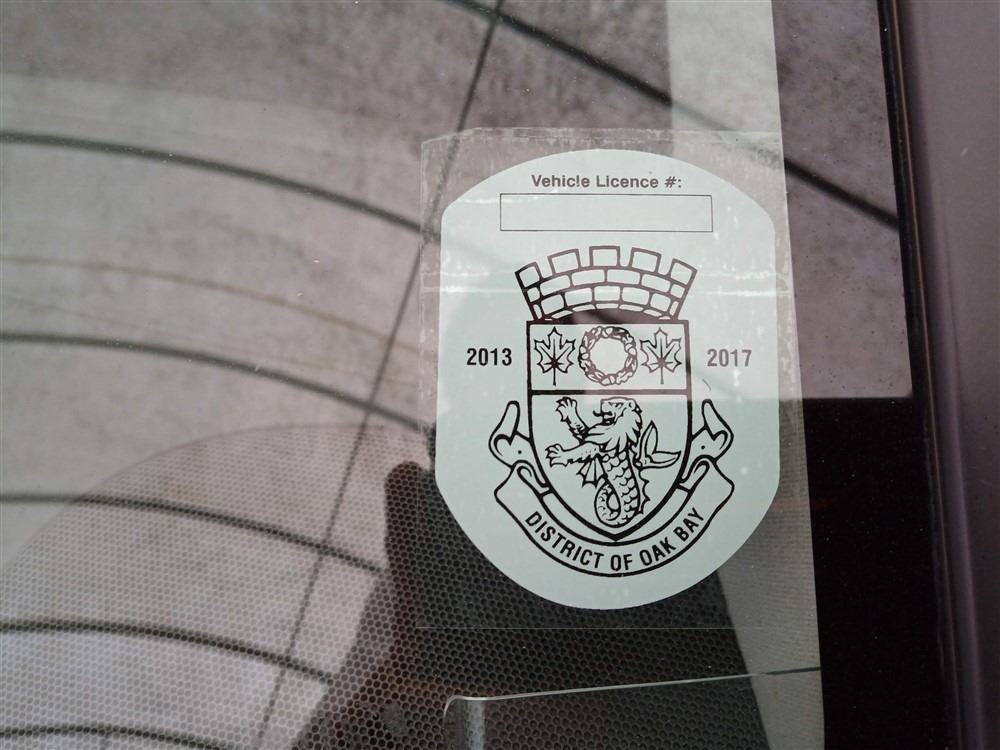 Vehicle Licence #:
2013 2017
DISTRICT OF OAK BAY